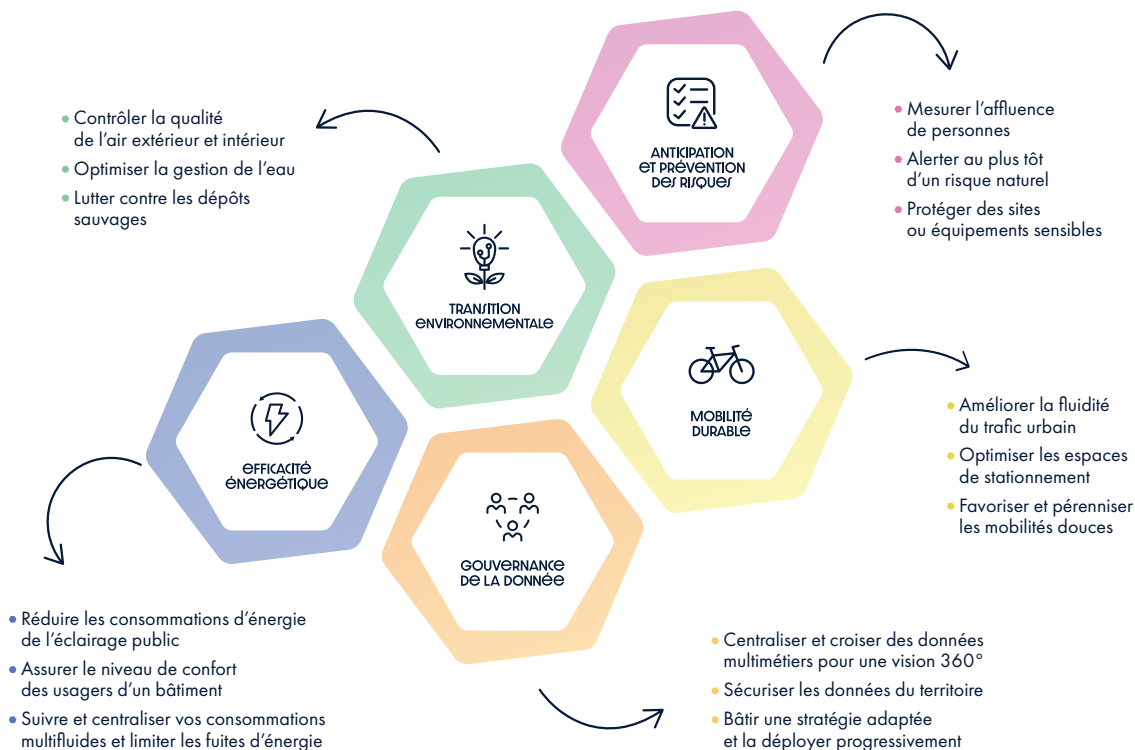 Contrôler la qualité
de l’air extérieur et intérieur
Optimiser la gestion de l’eau
Lutter contre les dépôts
sauvages
ANTICIPATION
ET PRÉVENTION
DES RISQUES
Mesurer l’affluence
de personnes
Alerter au plus tôt
d’un risque naturel
Protéger des sites
ou équipements sensibles
TRANSITION
ENVIRONNEMENTALE
MOBILITÉ
DURABLE
Améliorer la fluidité
du trafic urbain
Optimiser les espaces
de stationnement
Favoriser et pérenniser
les mobilités douces
EFFICACITÉ
ÉNERGÉTIQUE
Réduire les consommations d’énergie
de l’éclairage public
Assurer le niveau de confort
des usagers d’un bâtiment
Suivre et centraliser vos consommations
multifluides et limiter les fuites d’énergie
GOUVERNANCE
DE LA DONNÉE
Centraliser et croiser des données
multimétiers pour une vision 360°
Sécuriser les données du territoire
Bâtir une stratégie adaptée
et la déployer progressivement